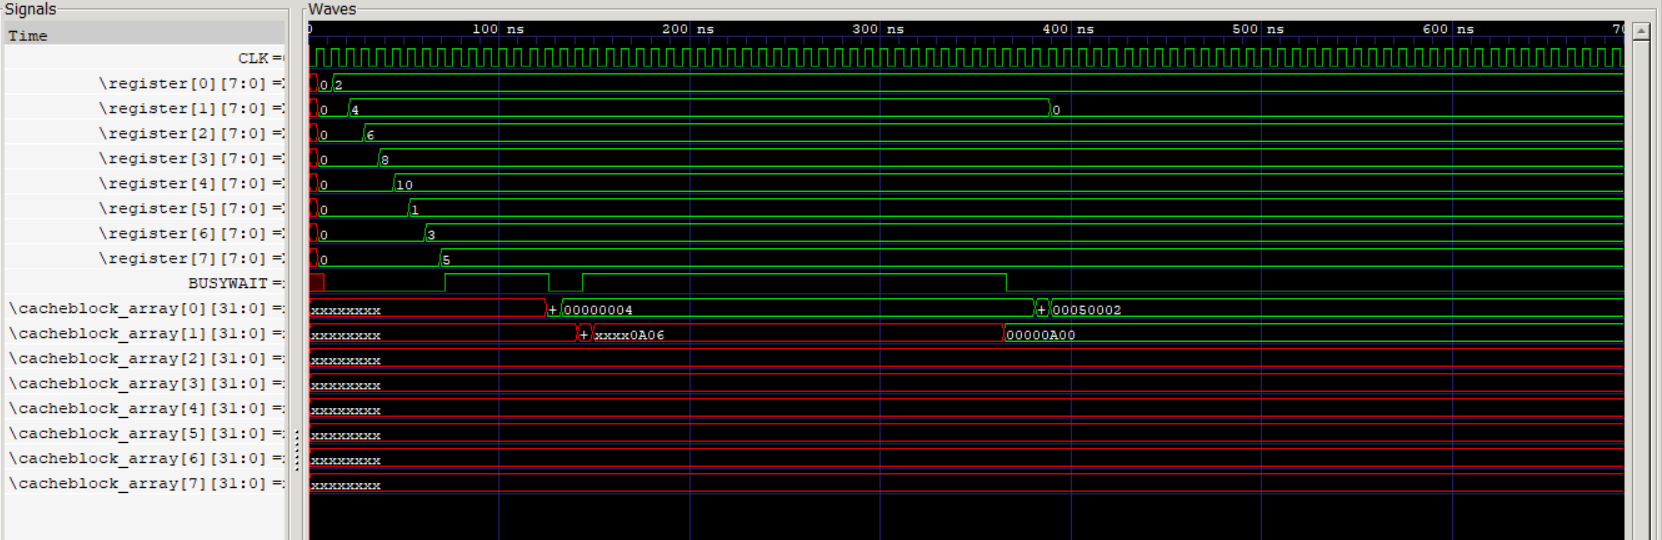 Signals Waves
Time
0 100 ns 200 ns 300 ns 400 ns 500 ns 600 ns 70
CLK =
\register[0][7:0] = 0 2
\register[1][7:0] = 0 4 0
\register[2][7:0] = 0 6
\register[3][7:0] = 0 8
\register[4][7:0] = 0 10
\register[5][7:0] = 0 1
\register[6][7:0] = 0 3
\register[7][7:0] = 0 5
BUSYWAIT =
\cacheblock_array[0][31:0] = xxxxxxxx + 00000004 + 00050002
\cacheblock_array[1][31:0] = xxxxxxxx + xxxx0A06 00000A00
\cacheblock_array[2][31:0] = xxxxxxxx
\cacheblock_array[3][31:0] = xxxxxxxx
\cacheblock_array[4][31:0] = xxxxxxxx
\cacheblock_array[5][31:0] = xxxxxxxx
\cacheblock_array[6][31:0] = xxxxxxxx
\cacheblock_array[7][31:0] = xxxxxxxx